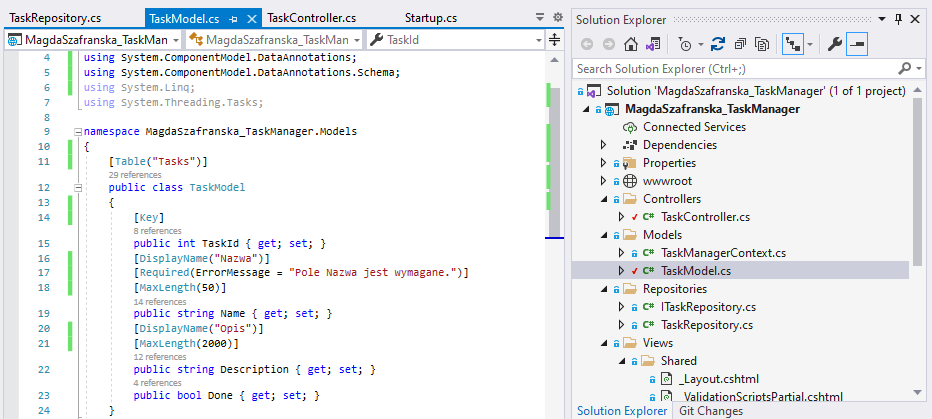 TaskRepository.cs
TaskModel.cs
TaskController.cs
Startup.cs
MagdaSzafranska_TaskMan
MagdaSzafranska_TaskMan
TaskId
4 using System.ComponentModel.DataAnnotations;
5 using System.ComponentModel.DataAnnotations.Schema;
6 using System.Linq;
7 using System.Threading.Tasks;
8
9 namespace MagdaSzafranska_TaskManager.Models
10 {
11 [Table("Tasks")]
29 references
12 public class TaskModel
13 {
14 [Key]
8 references
15 public int TaskId { get; set; }
16 [DisplayName("Nazwa")]
17 [Required(ErrorMessage = "Pole Nazwa jest wymagane.")]
18 [MaxLength(50)]
14 references
19 public string Name { get; set; }
20 [DisplayName("Opis")]
21 [MaxLength(2000)]
12 references
22 public string Description { get; set; }
4 references
23 public bool Done { get; set; }
24 }
Solution Explorer
Search Solution Explorer (Ctrl+;)
Solution 'MagdaSzafranska_TaskManager' (1 of 1 project)
MagdaSzafranska_TaskManager
Connected Services
Dependencies
Properties
wwwroot
Controllers
C# TaskController.cs
Models
C# TaskManagerContext.cs
C# TaskModel.cs
Repositories
C# ITaskRepository.cs
C# TaskRepository.cs
Views
Shared
_Layout.cshtml
_ValidationScriptsPartial.cshtml
Solution Explorer
Git Changes